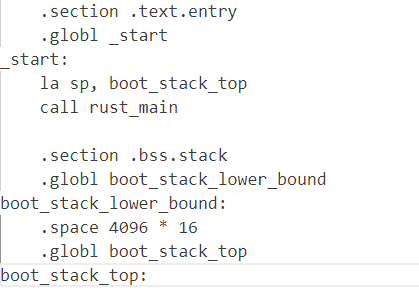 .section .text.entry
    .globl _start
_start:
    la sp, boot_stack_top
    call rust_main

    .section .bss.stack
    .globl boot_stack_lower_bound
boot_stack_lower_bound:
    .space 4096 * 16
    .globl boot_stack_top
boot_stack_top: